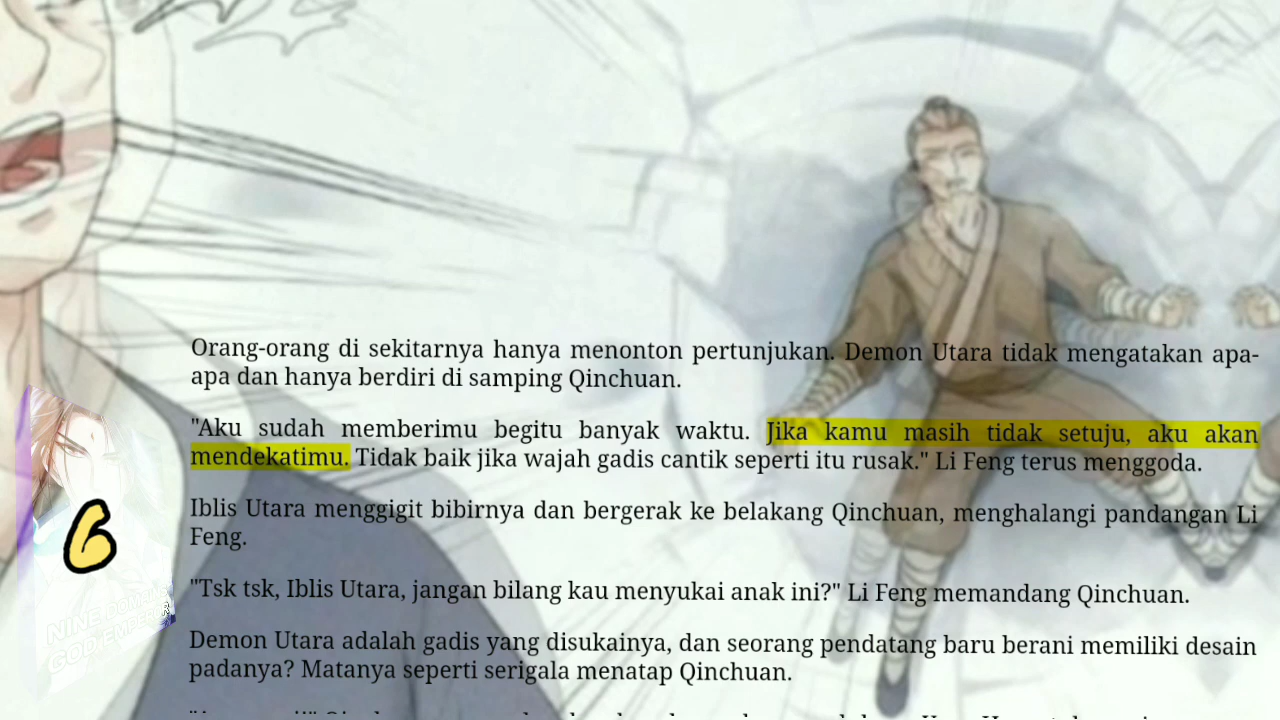 Orang-orang di sekitarnya hanya menonton pertunjukan. Demon Utara tidak mengatakan apa-
apa dan hanya berdiri di samping Qinchuan.
"Aku sudah memberimu begitu banyak waktu. Jika kamu masih tidak setuju, aku akan
mendekatimu. Tidak baik jika wajah gadis cantik seperti itu rusak." Li Feng terus menggoda.
Iblis Utara menggigit bibirnya dan bergerak ke belakang Qinchuan, menghalangi pandangan Li
Feng.
"Tsk tsk, Iblis Utara, jangan bilang kau menyukai anak ini?" Li Feng memandang Qinchuan.
Demon Utara adalah gadis yang disukainya, dan seorang pendatang baru berani memiliki desain
padanya? Matanya seperti serigala menatap Qinchuan.
6
NINE DOMAIN
GOD EMPEROR